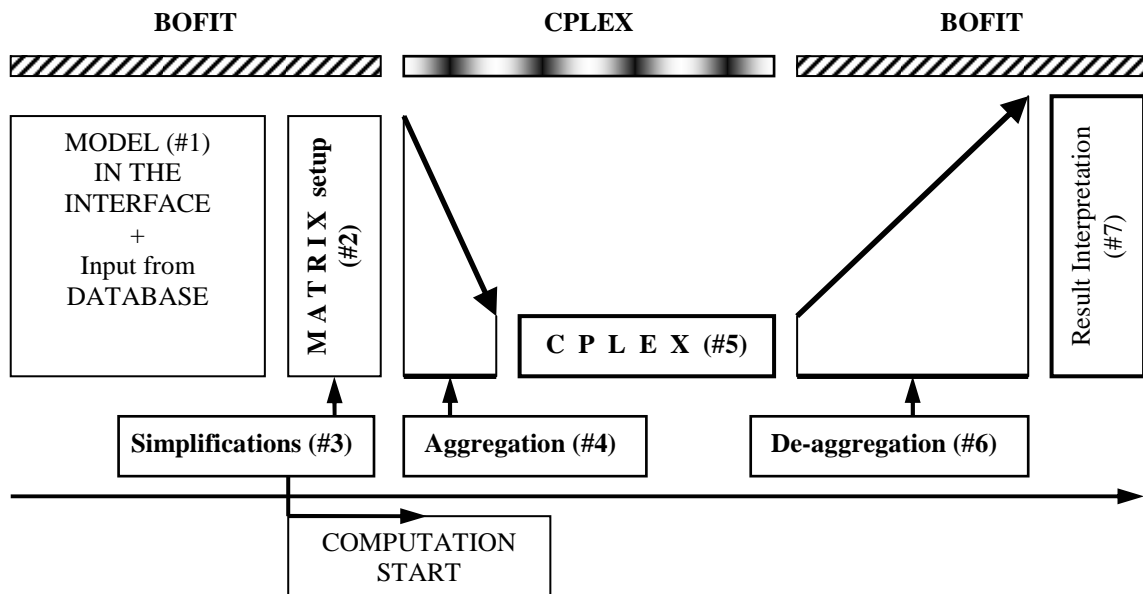 BOFIT
CPLEX
BOFIT
MODEL (#1)
IN THE
INTERFACE
+
Input from
DATABASE
M A T R I X setup
(#2)
C P L E X (#5)
Result Interpretation
(#7)
Simplifications (#3)
Aggregation (#4)
De-aggregation (#6)
COMPUTATION
START